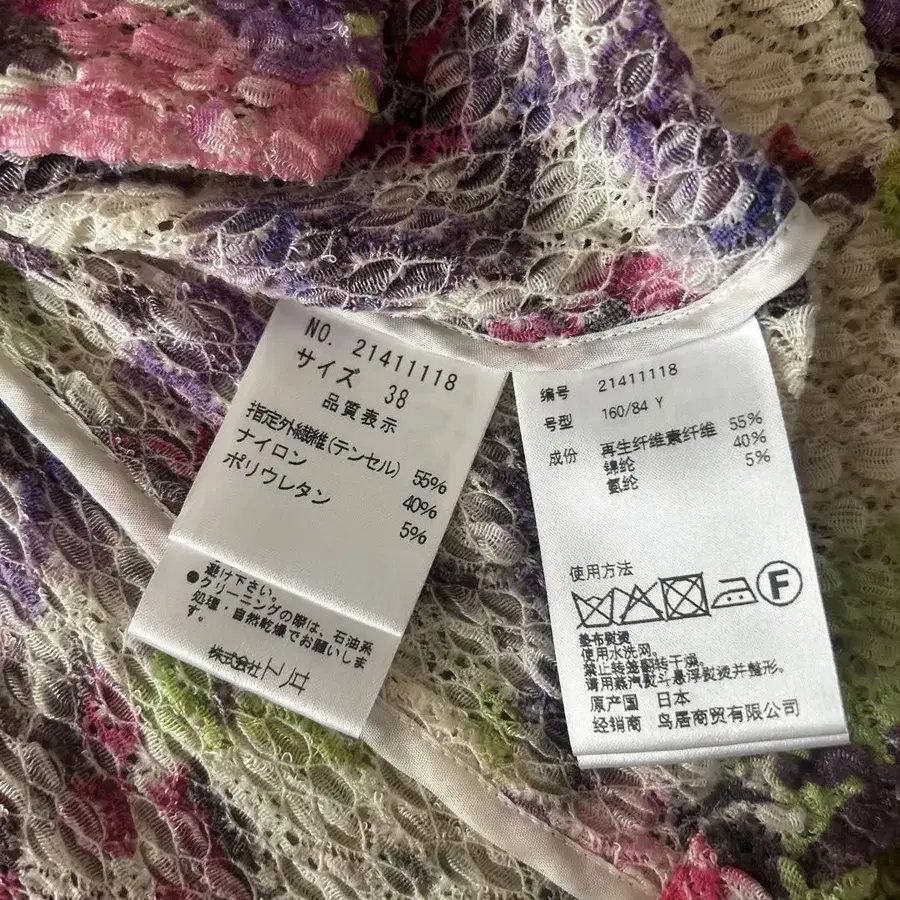 NO. 21411118
サイズ 38
品質表示
指定外繊維(テンセル) 55%
ナイロン 40%
ポリウレタン 5%
避け下さい。
●クリーニングの際は、石油系
処理・自然乾燥でお願いしま
す。
株式会社トリヰ
编号 21411118
号型 160/84 Y
成份 再生纤维素纤维 55%
锦纶 40%
氨纶 5%
使用方法
F
垫布熨烫
使用水洗网。
禁止转笼翻转干燥。
请用蒸汽熨斗悬浮熨烫并整形。
原产国 日本
经销商 鸟居商贸有限公司